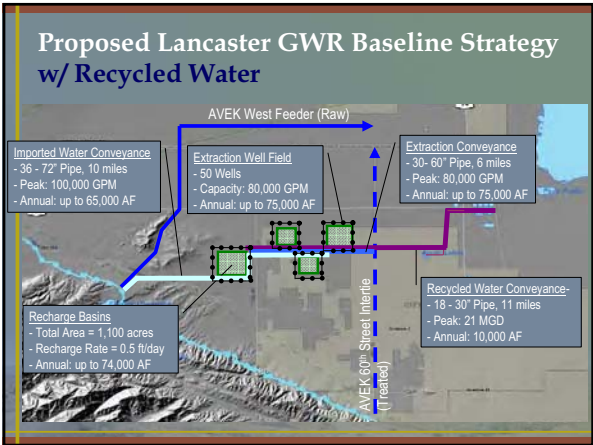 Proposed Lancaster GWR Baseline Strategy
w/ Recycled Water
AVEK West Feeder (Raw)
Imported Water Conveyance
- 36 - 72" Pipe, 10 miles
- Peak: 100,000 GPM
- Annual: up to 65,000 AF
Extraction Well Field
- 50 Wells
- Capacity: 80,000 GPM
- Annual: up to 75,000 AF
Extraction Conveyance
- 30- 60" Pipe, 6 miles
- Peak: 80,000 GPM
- Annual: up to 75,000 AF
Recharge Basins
- Total Area = 1,100 acres
- Recharge Rate = 0.5 ft/day
- Annual: up to 74,000 AF
AVEK 60th Street Intertie
(Treated)
Recycled Water Conveyance-
- 18 - 30" Pipe, 11 miles
- Peak: 21 MGD
- Annual: 10,000 AF